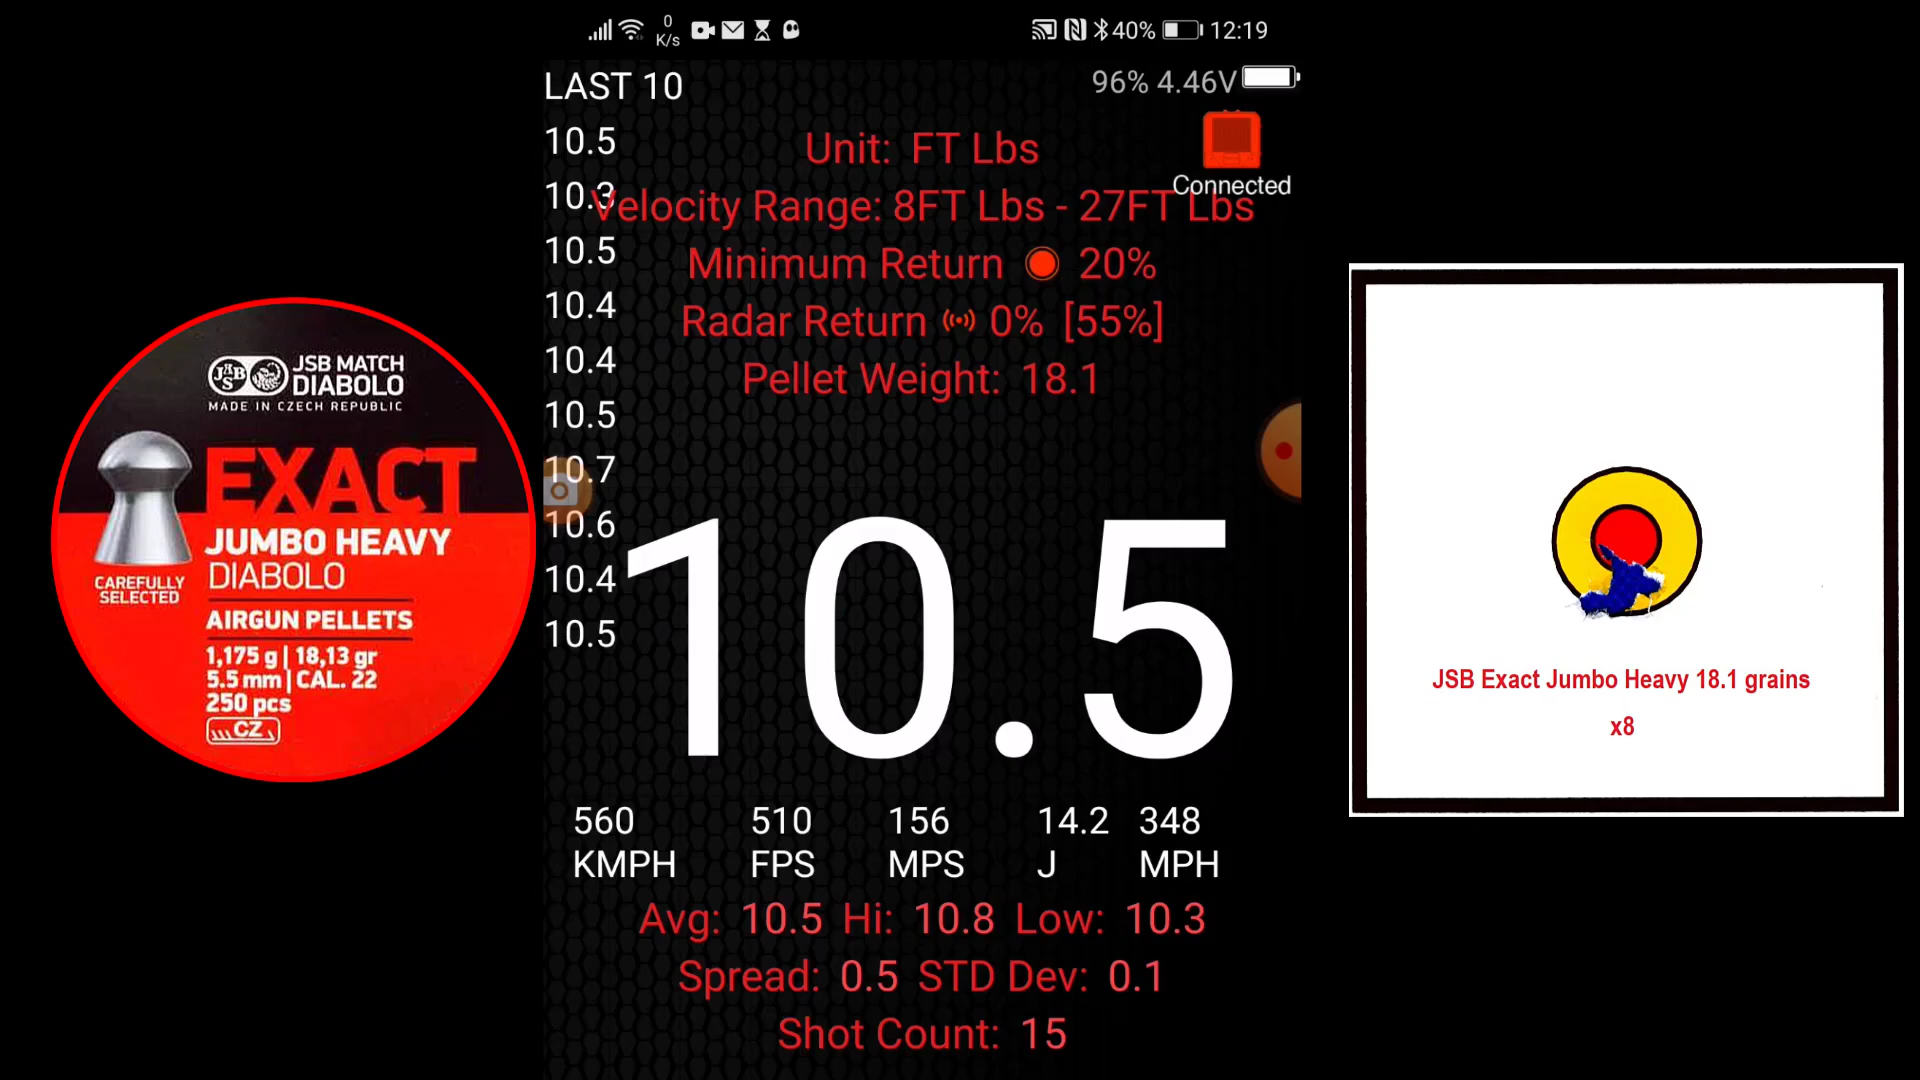 0
K/s
40%
12:19
LAST 10
96% 4.46V
10.5
10.3
10.5
10.4
10.4
10.5
10.7
10.6
10.4
10.5
Unit: FT Lbs
Connected
Velocity Range: 8FT Lbs - 27FT Lbs
Minimum Return 20%
Radar Return 0% [55%]
Pellet Weight: 18.1
10.5
560 KMPH
510 FPS
156 MPS
14.2 J
348 MPH
Avg: 10.5 Hi: 10.8 Low: 10.3
Spread: 0.5 STD Dev: 0.1
Shot Count: 15
JSB
JSB MATCH
DIABOLO
MADE IN CZECH REPUBLIC
EXACT
JUMBO HEAVY
DIABOLO
CAREFULLY
SELECTED
AIRGUN PELLETS
1,175 g | 18,13 gr
5.5 mm | CAL. 22
250 pcs
CZ
JSB Exact Jumbo Heavy 18.1 grains
x8